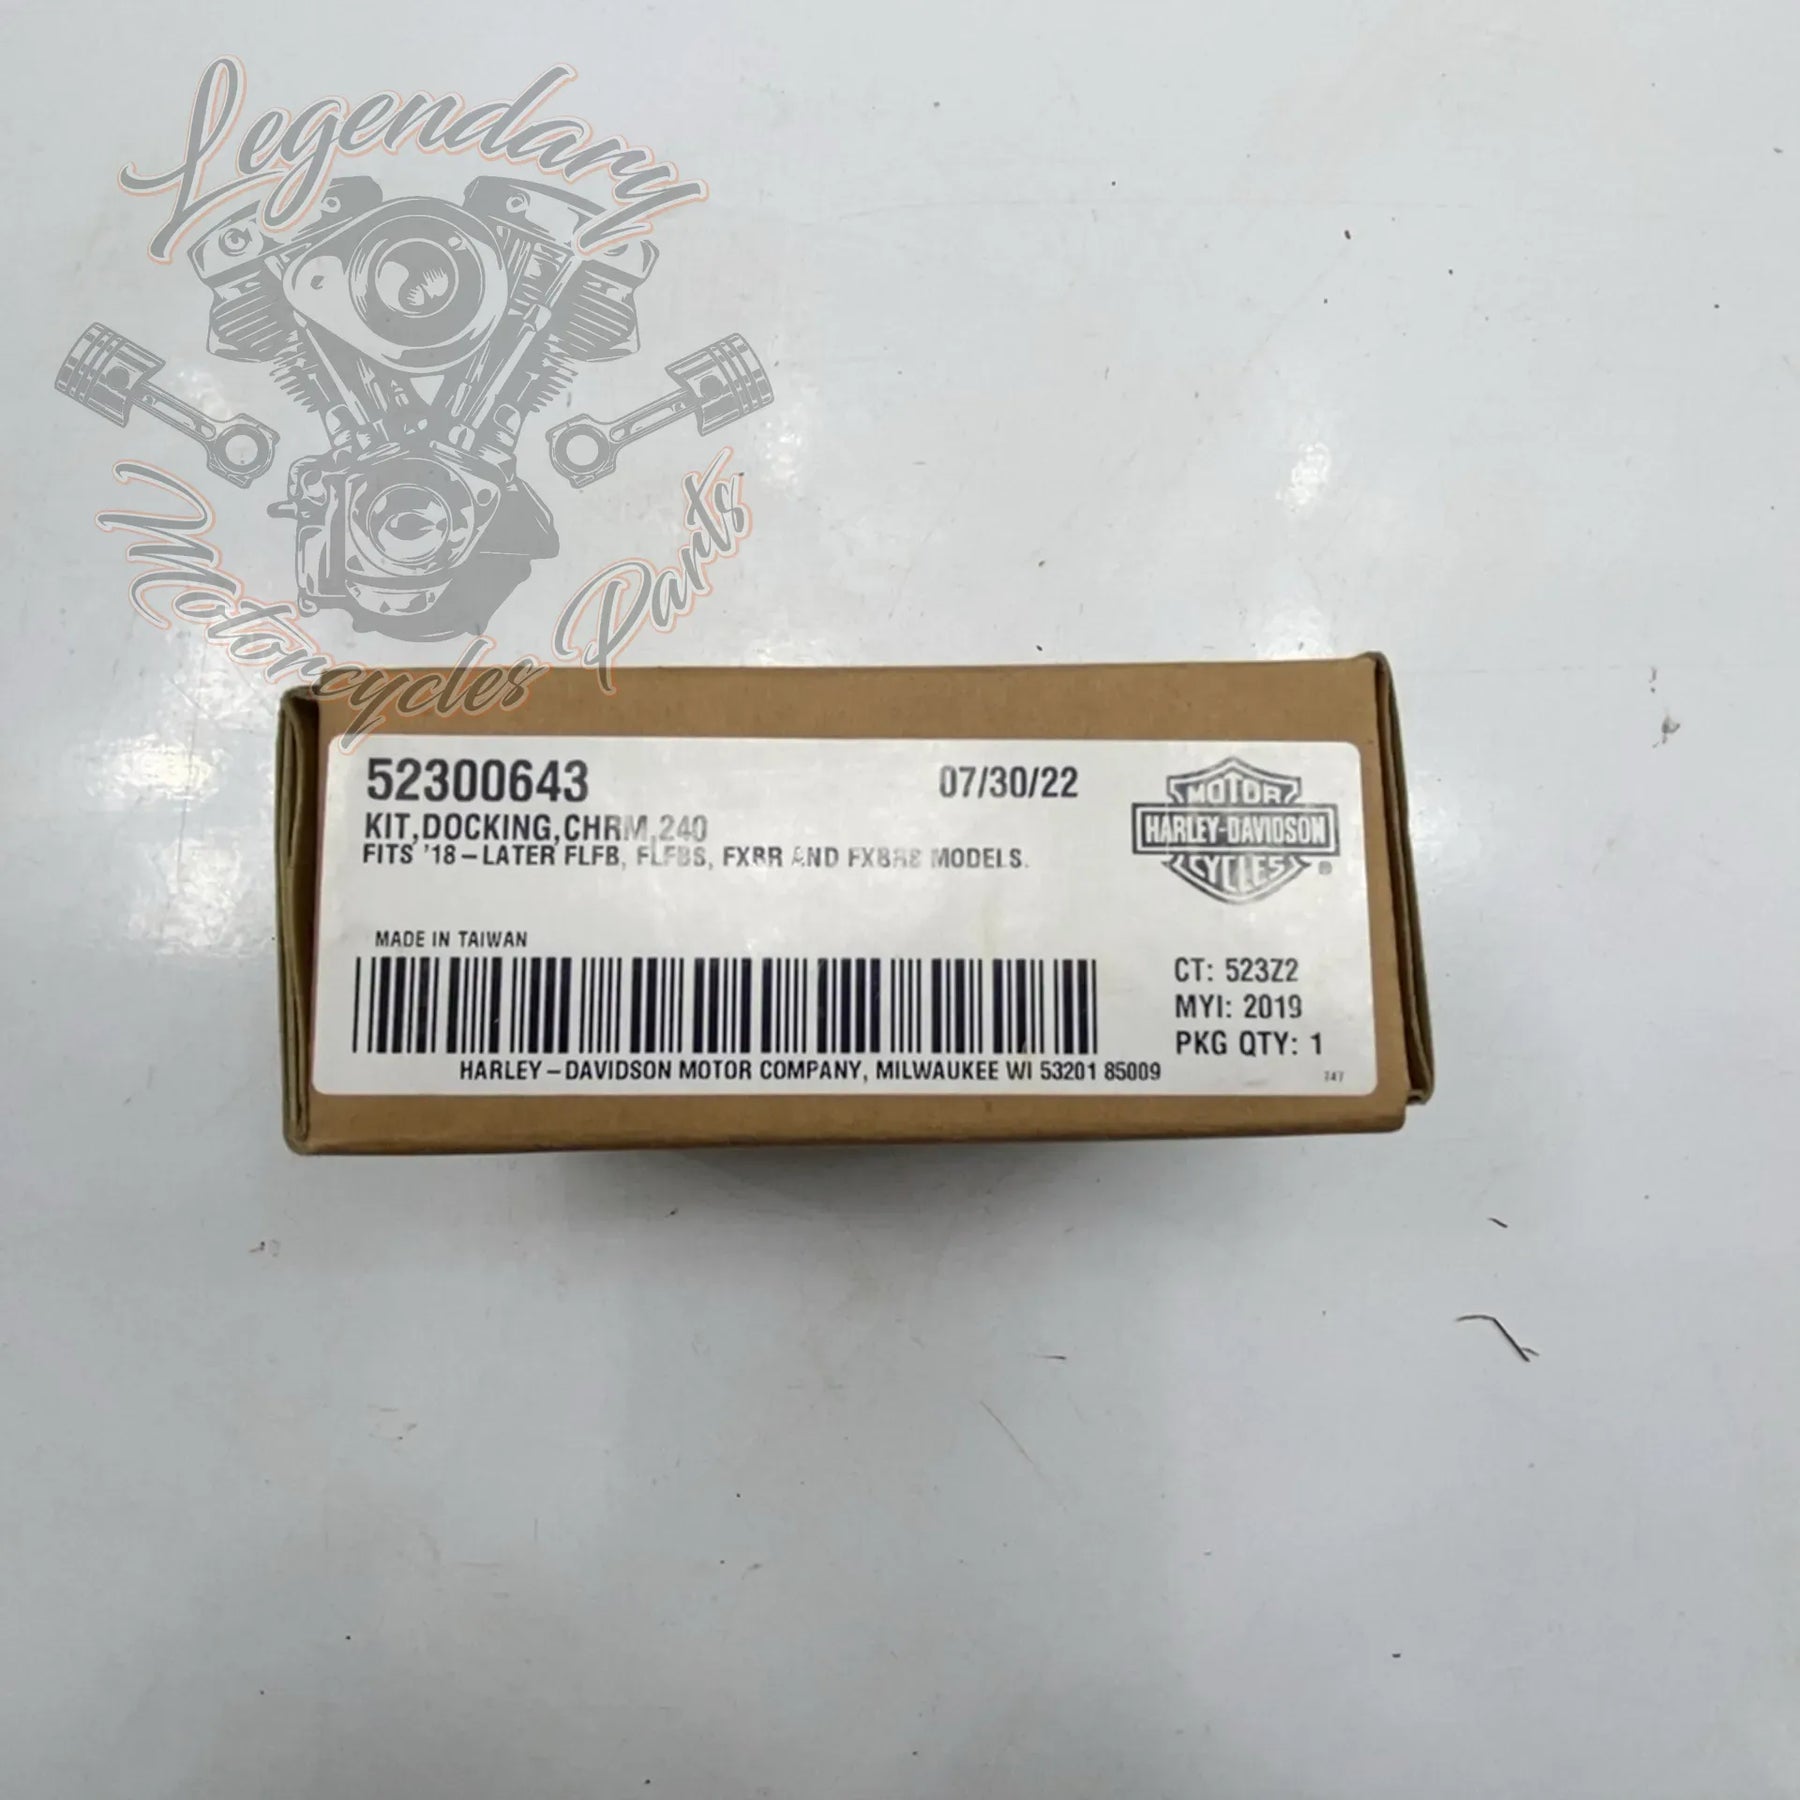 Legendary
Motorcycles Parts
52300643
07/30/22
KIT,DOCKING,CHRM,240
FITS '18-LATER FLFB, FLFBS, FXBR AND FXBRS MODELS.
MOTOR
HARLEY-DAVIDSON
CYCLES
®
MADE IN TAIWAN
CT: 523Z2
MYI: 2019
PKG QTY: 1
HARLEY-DAVIDSON MOTOR COMPANY, MILWAUKEE WI 53201 85009
747